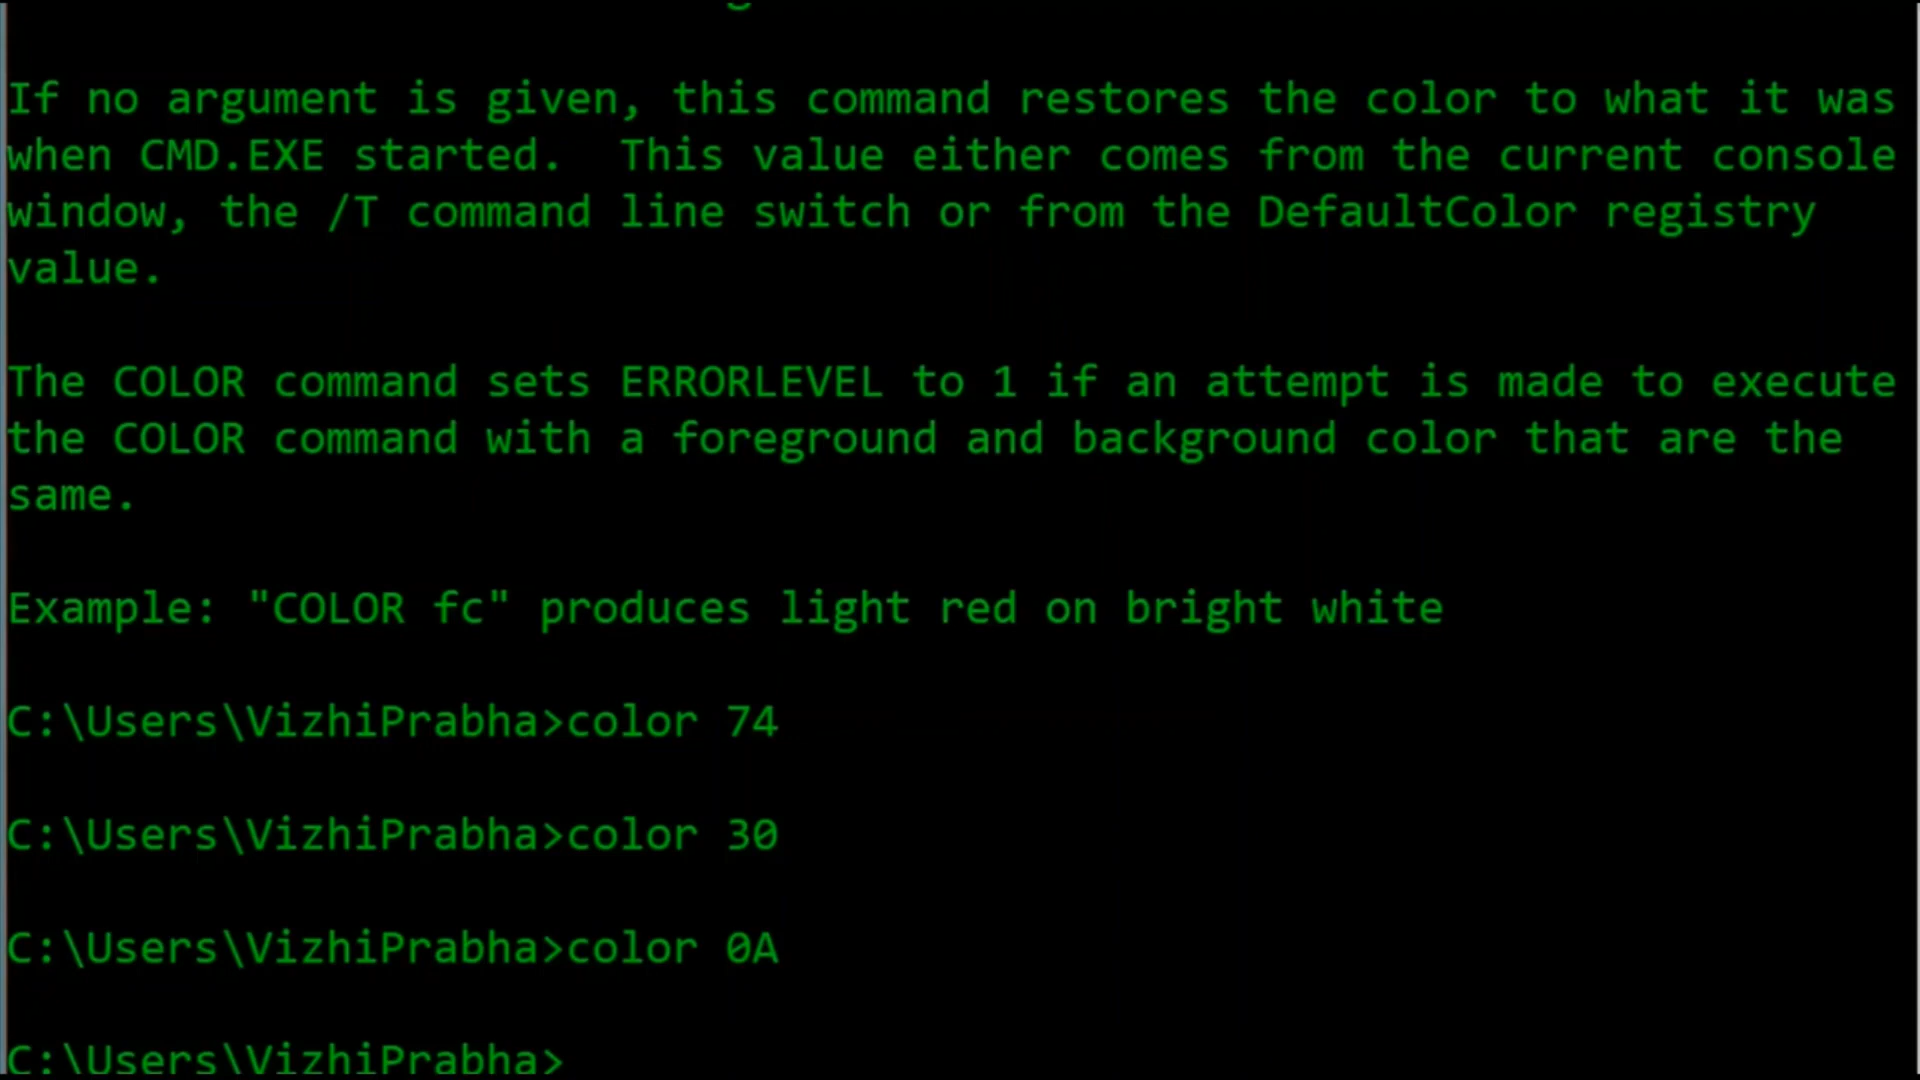 If no argument is given, this command restores the color to what it was
when CMD.EXE started.  This value either comes from the current console
window, the /T command line switch or from the DefaultColor registry
value.
The COLOR command sets ERRORLEVEL to 1 if an attempt is made to execute
the COLOR command with a foreground and background color that are the
same.
Example: "COLOR fc" produces light red on bright white
C:\Users\VizhiPrabha>color 74
C:\Users\VizhiPrabha>color 30
C:\Users\VizhiPrabha>color 0A
C:\Users\VizhiPrabha>